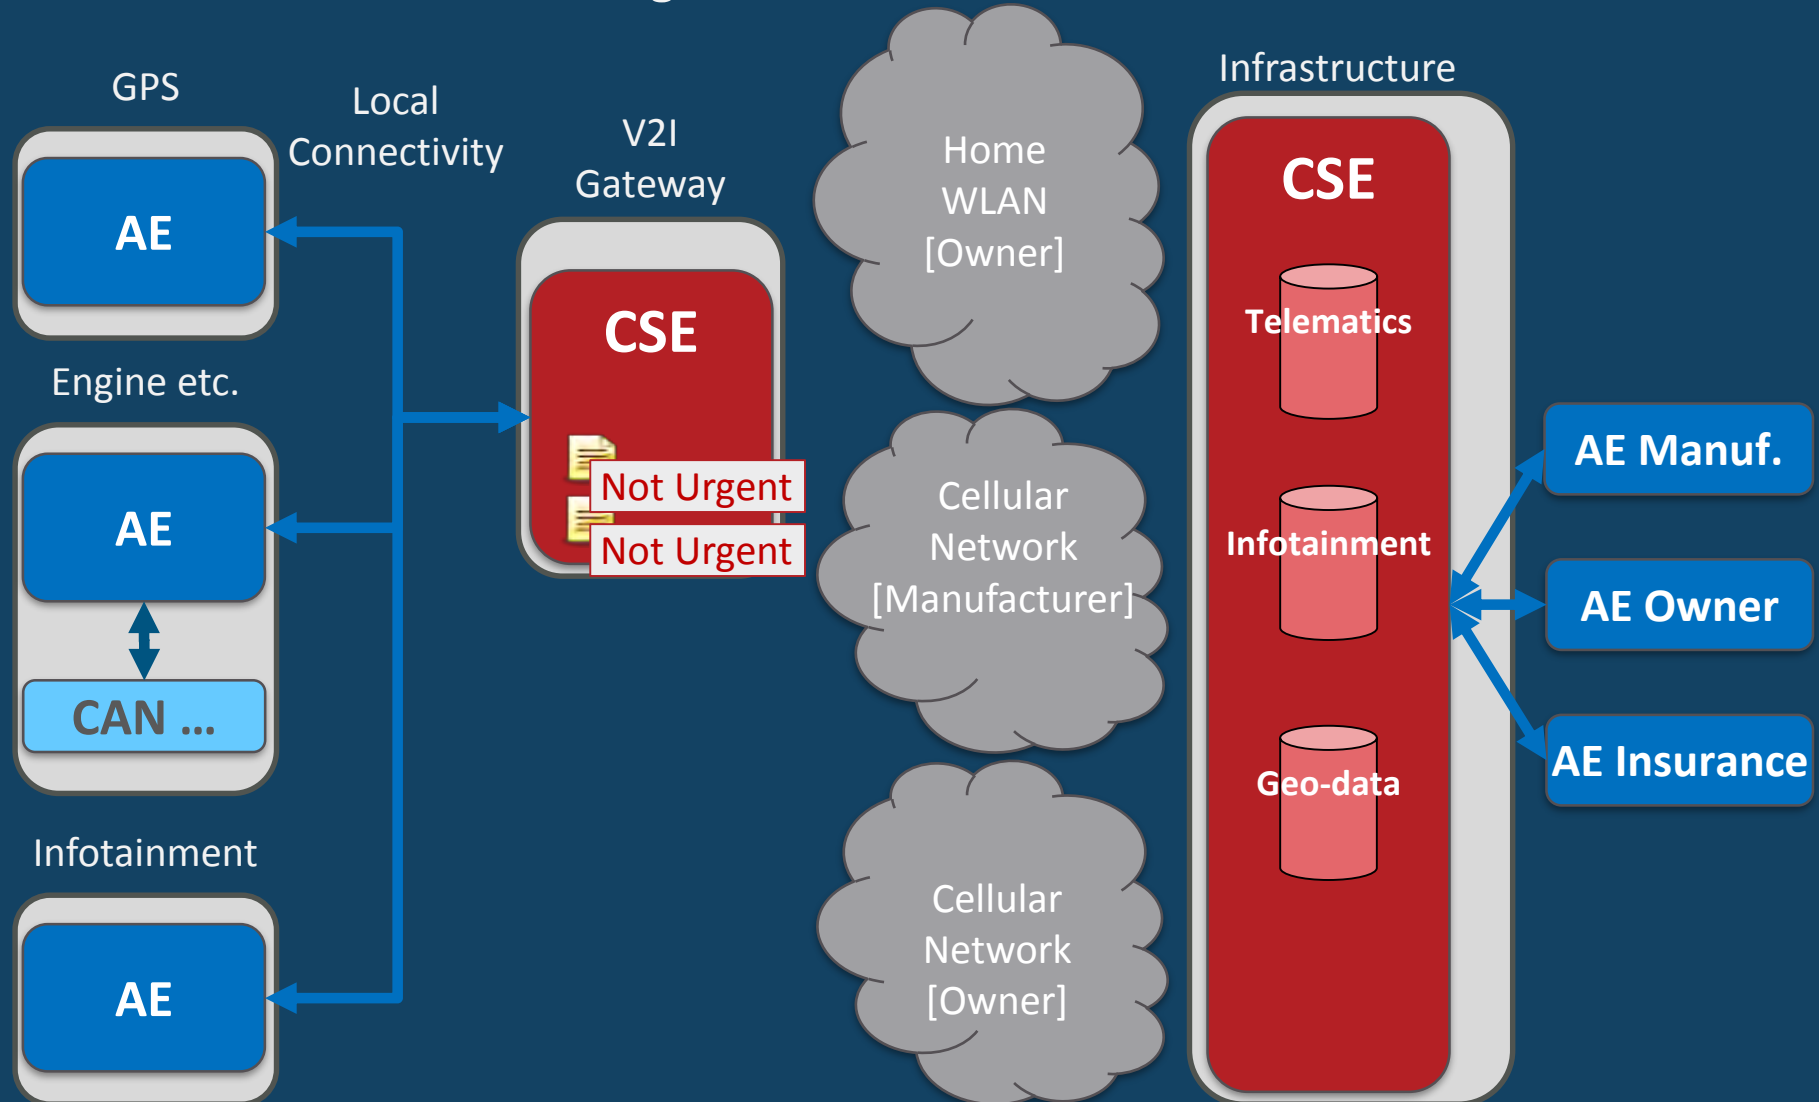 GPS
AE
Local
Connectivity
V2I
Gateway
CSE
Not Urgent
Not Urgent
Engine etc.
AE
CAN ...
Infotainment
AE
Home
WLAN
[Owner]
Cellular
Network
[Manufacturer]
Cellular
Network
[Owner]
Infrastructure
CSE
Telematics
Infotainment
Geo-data
AE Manuf.
AE Owner
AE Insurance